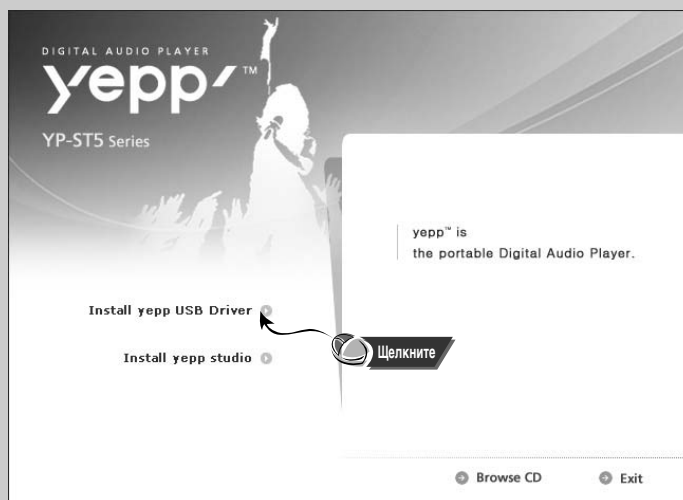 DIGITAL AUDIO PLAYER
yepp' TM
YP-ST5 Series
yepp™ is
the portable Digital Audio Player.
Install yepp USB Driver
Щелкните
Install yepp studio
Browse CD
Exit